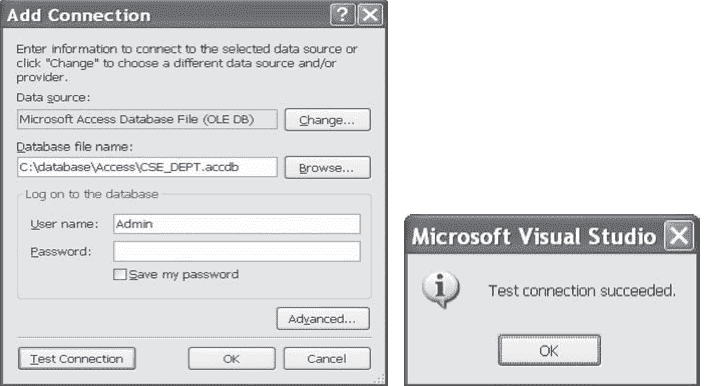 Add Connection
Enter information to connect to the selected data source or
click "Change" to choose a different data source and/or
provider.
Data source:
Microsoft Access Database File (OLE DB)
Change...
Database file name:
C:\database\Access\CSE_DEPT.accdb
Browse...
Log on to the database
User name:
Admin
Password:
Save my password
Advanced...
Test Connection
OK
Cancel
Microsoft Visual Studio
Test connection succeeded.
OK